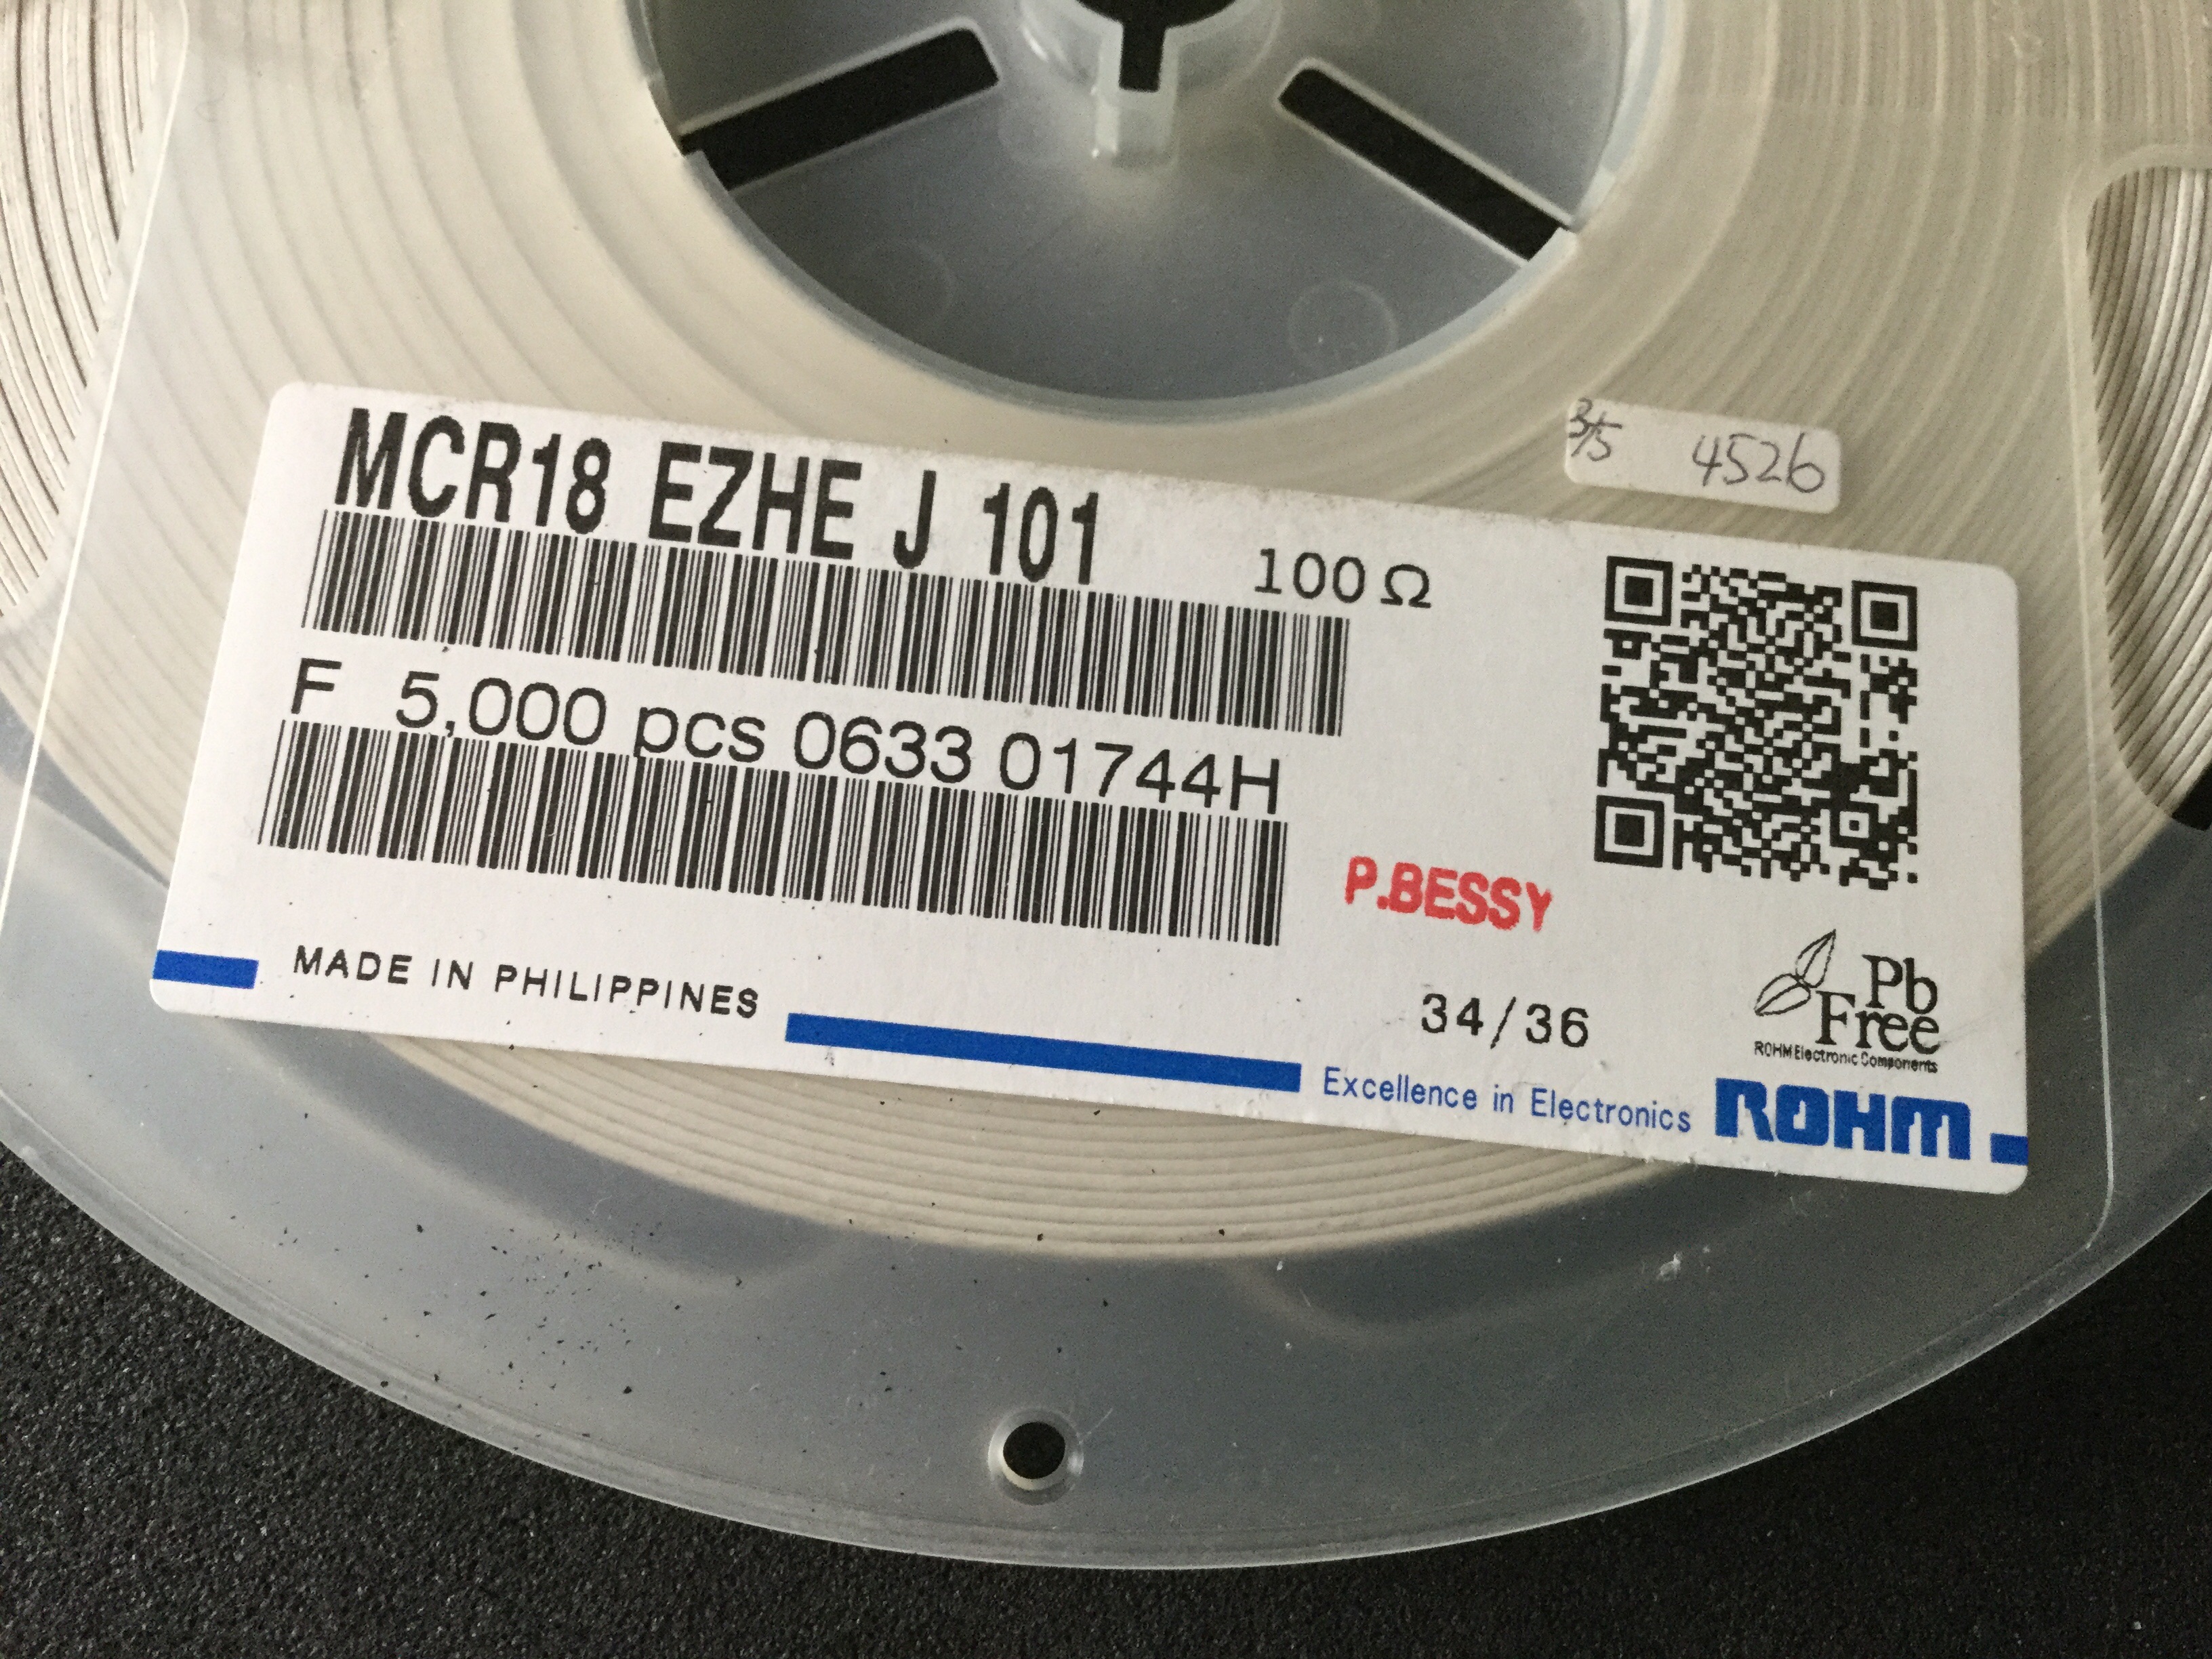 3/5 4526
MCR18 EZHE J 101
100Ω
F 5,000 pcs 0633 01744H
P.BESSY
MADE IN PHILIPPINES
34/36
Pb
Free
ROHM Electronic Components
Excellence in Electronics ROHM